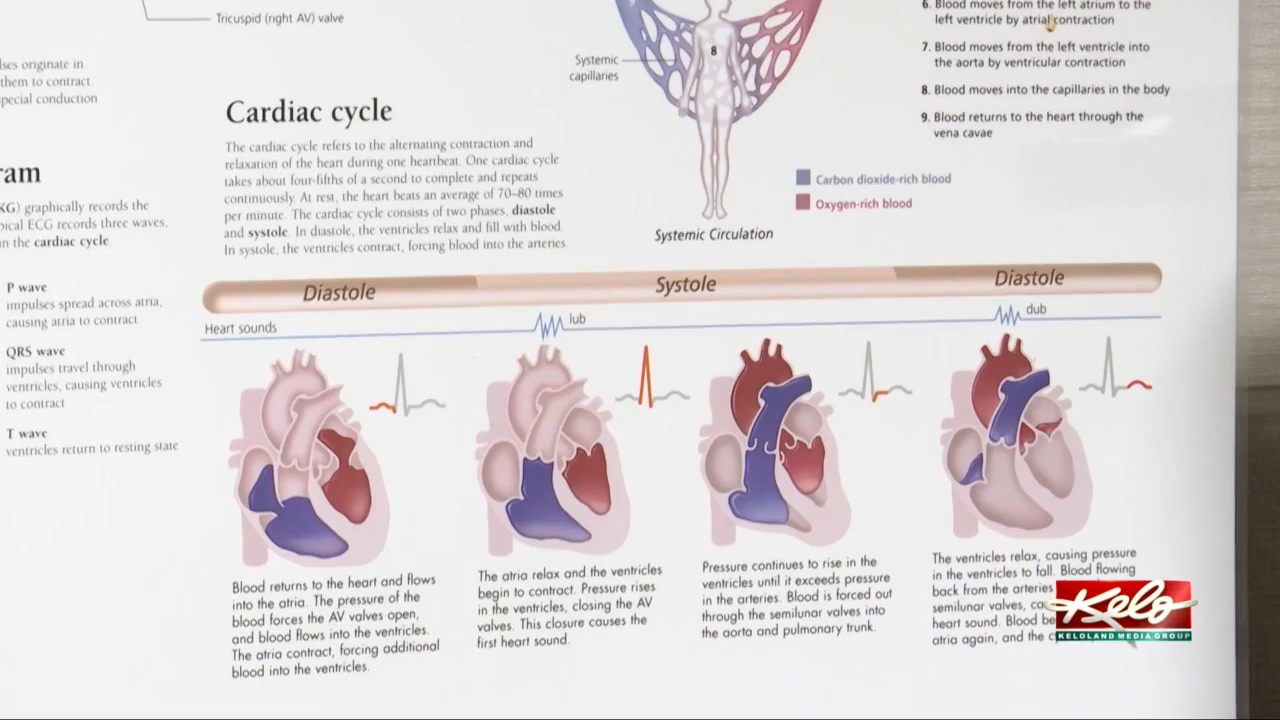 Tricuspid (right AV) valve
lses originate in
them to contract.
pecial conduction
ram
KG) graphically records the
pical ECG records three waves,
in the cardiac cycle
P wave
impulses spread across atria,
causing atria to contract
QRS wave
impulses travel through
ventricles, causing ventricles
to contract
T wave
ventricles return to resting state
Cardiac cycle
The cardiac cycle refers to the alternating contraction and
relaxation of the heart during one heartbeat. One cardiac cycle
takes about four-fifths of a second to complete and repeats
continuously. At rest, the heart beats an average of 70–80 times
per minute. The cardiac cycle consists of two phases, diastole
and systole. In diastole, the ventricles relax and fill with blood.
In systole, the ventricles contract, forcing blood into the arteries.
Systemic
capillaries
8
Systemic Circulation
6. Blood moves from the left atrium to the
left ventricle by atrial contraction
7. Blood moves from the left ventricle into
the aorta by ventricular contraction
8. Blood moves into the capillaries in the body
9. Blood returns to the heart through the
vena cavae
Carbon dioxide-rich blood
Oxygen-rich blood
Diastole
Systole
Diastole
Heart sounds
lub
dub
Blood returns to the heart and flows
into the atria. The pressure of the
blood forces the AV valves open,
and blood flows into the ventricles.
The atria contract, forcing additional
blood into the ventricles.
The atria relax and the ventricles
begin to contract. Pressure rises
in the ventricles, closing the AV
valves. This closure causes the
first heart sound.
Pressure continues to rise in the
ventricles until it exceeds pressure
in the arteries. Blood is forced out
through the semilunar valves into
the aorta and pulmonary trunk.
The ventricles relax, causing pressure
in the ventricles to fall. Blood flowing
back from the arteries
semilunar valves, ca
heart sound. Blood be
atria again, and the c
Kelo
KELOLAND MEDIA GROUP